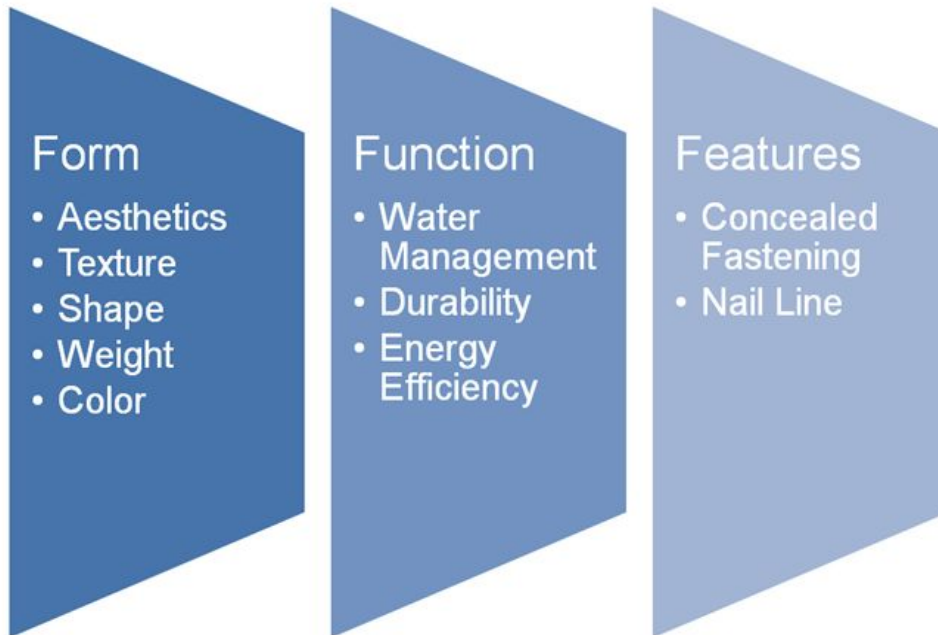 Form
• Aesthetics
• Texture
• Shape
• Weight
• Color
Function
• Water
Management
• Durability
• Energy
Efficiency
Features
• Concealed
Fastening
• Nail Line